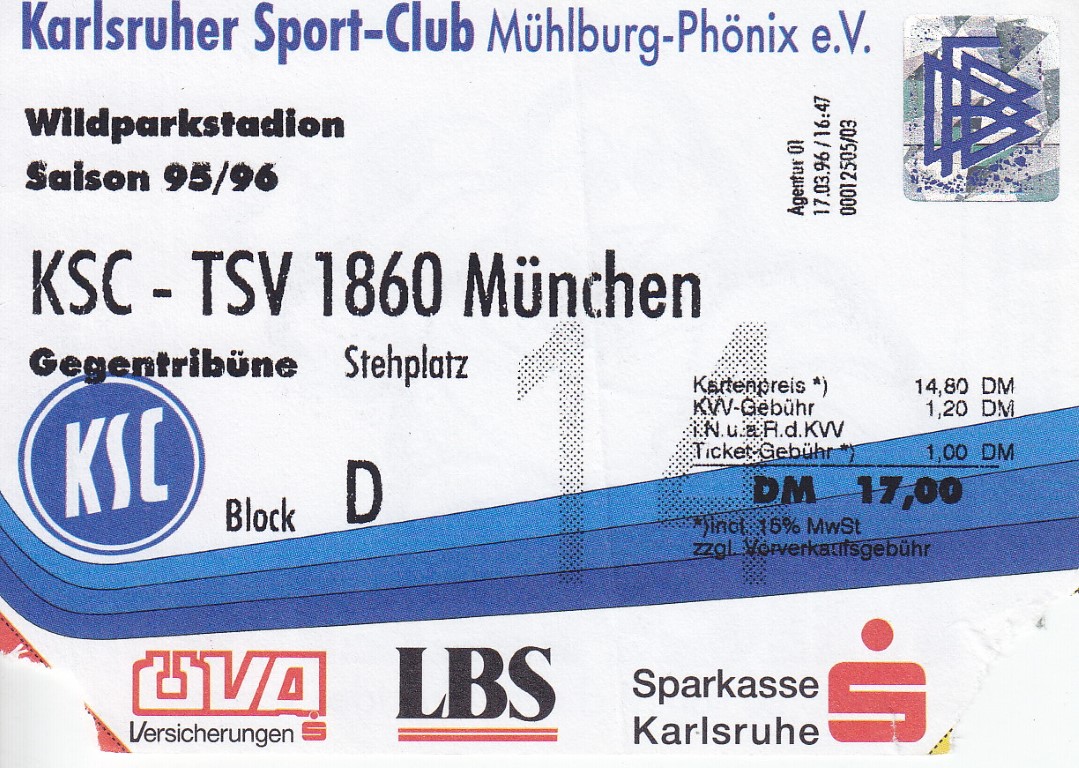 Karlsruher Sport-Club Mühlburg-Phönix e.V.
Wildparkstadion
Saison 95/96
Agentur 01
17.03.96 / 16:47
00012505/03
KSC - TSV 1860 München
Gegentribüne Stehplatz
14
Kartenpreis *) 14,80 DM
KVV-Gebühr 1,20 DM
i.N.u.a.R.d.KVV
Ticket-Gebühr *) 1,00 DM
DM 17,00
*)incl. 15% MwSt
zzgl. Vorverkaufsgebühr
KSC
Block D
ÖVA
Versicherungen
LBS
Sparkasse
Karlsruhe